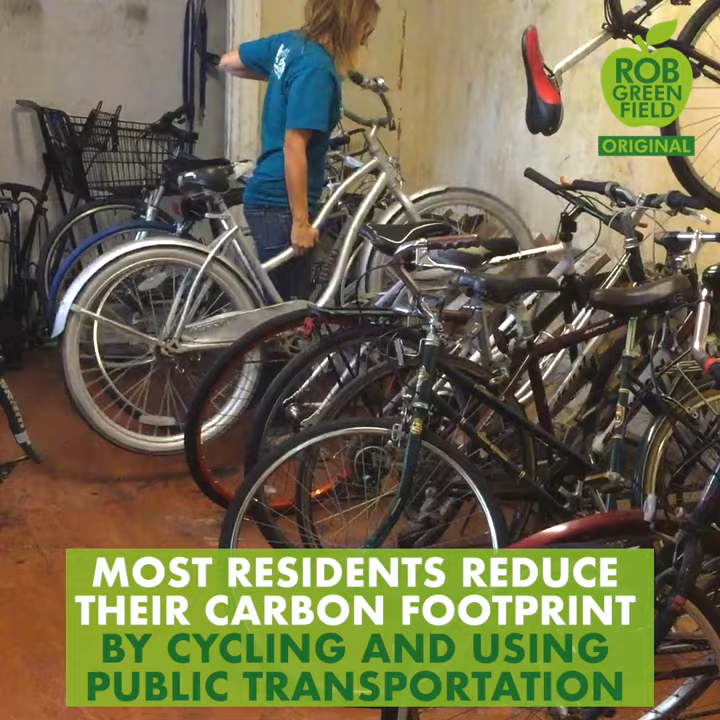 ROB
GREEN
FIELD
ORIGINAL
MOST RESIDENTS REDUCE
THEIR CARBON FOOTPRINT
BY CYCLING AND USING
PUBLIC TRANSPORTATION